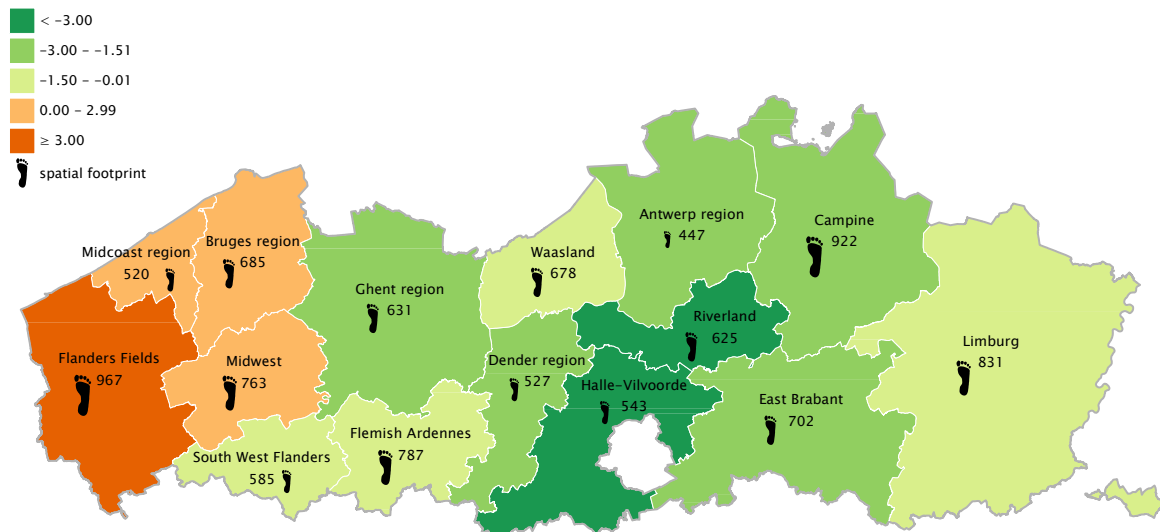 < −3.00
−3.00 – −1.51
−1.50 – −0.01
0.00 – 2.99
≥ 3.00
spatial footprint
Antwerp region
447
Campine
922
Midcoast region
520
Bruges region
685
Waasland
678
Ghent region
631
Riverland
625
Flanders Fields
967
Midwest
763
Dender region
527
Halle−Vilvoorde
543
Limburg
831
East Brabant
702
Flemish Ardennes
787
South West Flanders
585